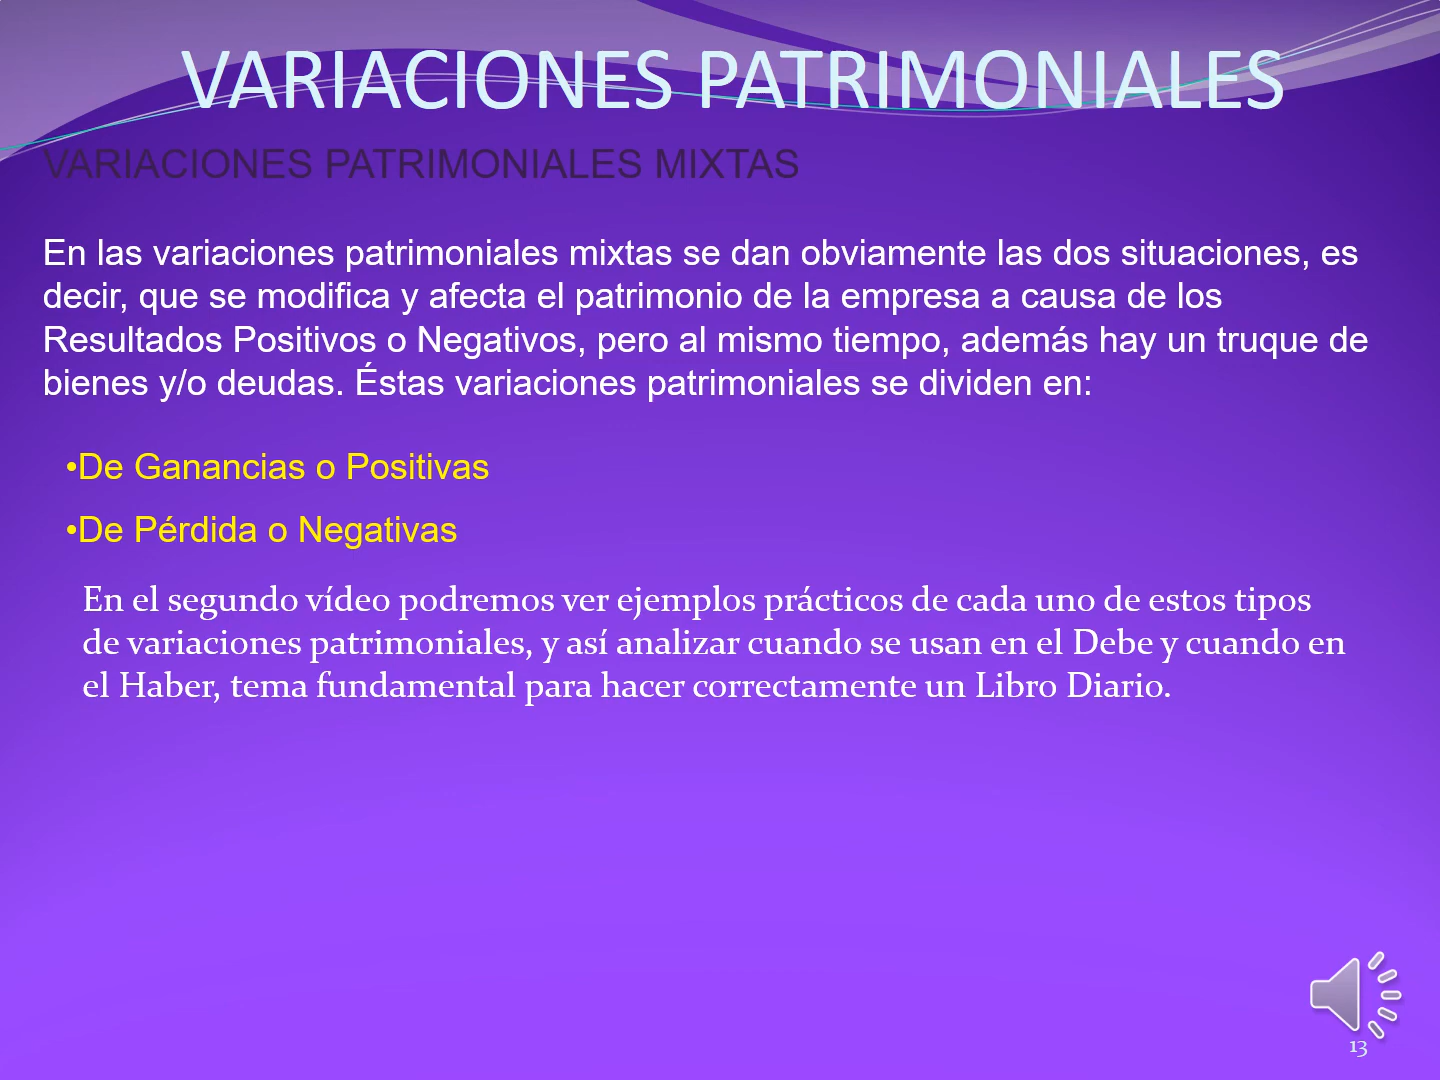 VARIACIONES PATRIMONIALES
VARIACIONES PATRIMONIALES MIXTAS
En las variaciones patrimoniales mixtas se dan obviamente las dos situaciones, es
decir, que se modifica y afecta el patrimonio de la empresa a causa de los
Resultados Positivos o Negativos, pero al mismo tiempo, además hay un truque de
bienes y/o deudas. Éstas variaciones patrimoniales se dividen en:
•De Ganancias o Positivas
•De Pérdida o Negativas
En el segundo vídeo podremos ver ejemplos prácticos de cada uno de estos tipos
de variaciones patrimoniales, y así analizar cuando se usan en el Debe y cuando en
el Haber, tema fundamental para hacer correctamente un Libro Diario.
13